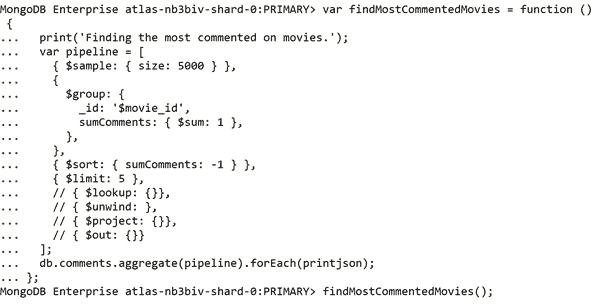 MongoDB Enterprise atlas-nb3biv-shard-0:PRIMARY> var findMostCommentedMovies = function ()
{
... print('Finding the most commented on movies.');
... var pipeline = [
... { $sample: { size: 5000 } },
... {
... $group: {
... _id: '$movie_id',
... sumComments: { $sum: 1 },
... },
... },
... { $sort: { sumComments: -1 } },
... { $limit: 5 },
... // { $lookup: {}},
... // { $unwind: },
... // { $project: {}},
... // { $out: {}}
... ];
... db.comments.aggregate(pipeline).forEach(printjson);
... };
MongoDB Enterprise atlas-nb3biv-shard-0:PRIMARY> findMostCommentedMovies();